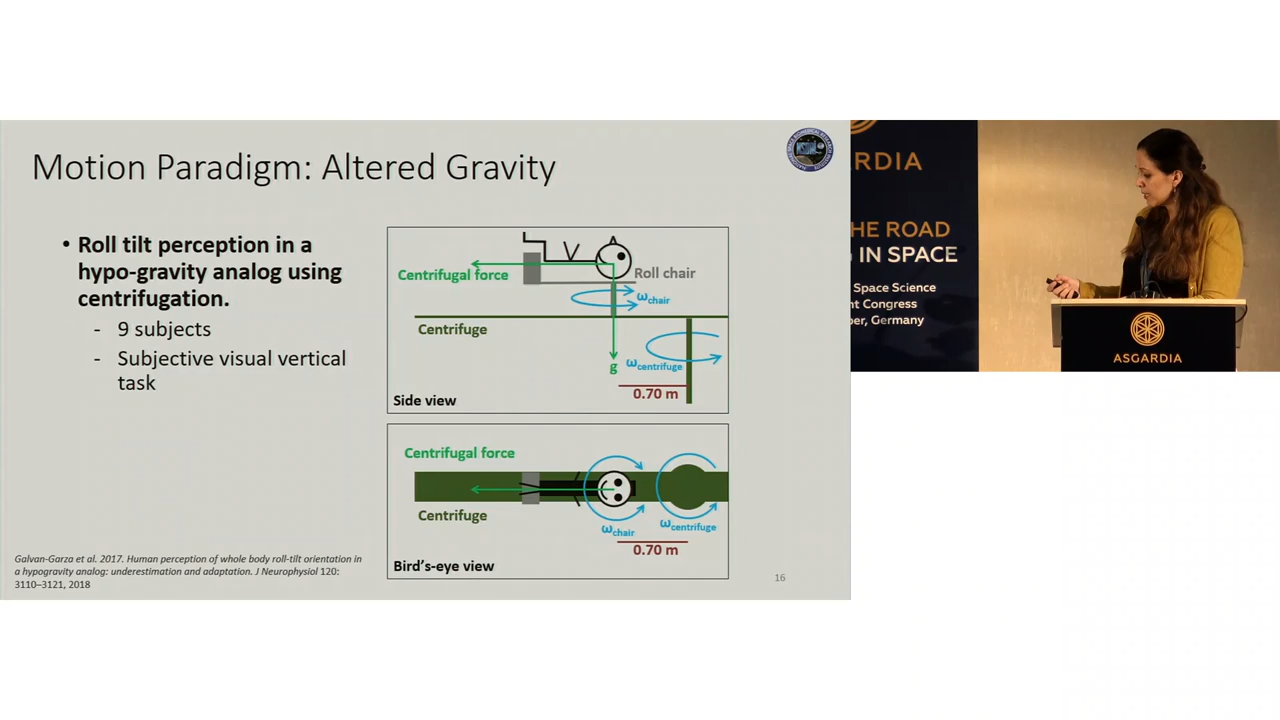 Motion Paradigm: Altered Gravity
• Roll tilt perception in a
hypo-gravity analog using
centrifugation.
- 9 subjects
- Subjective visual vertical
task
Centrifugal force
Roll chair
ωchair
Centrifuge
g
ωcentrifuge
0.70 m
Side view
Centrifugal force
Centrifuge
ωchair
ωcentrifuge
0.70 m
Bird's-eye view
Galvan-Garza et al. 2017. Human perception of whole body roll-tilt orientation in
a hypogravity analog: underestimation and adaptation. J Neurophysiol 120:
3110–3121, 2018
16
RDIA
HE ROAD
IN SPACE
Space Science
nt Congress
ber, Germany
ASGARDIA